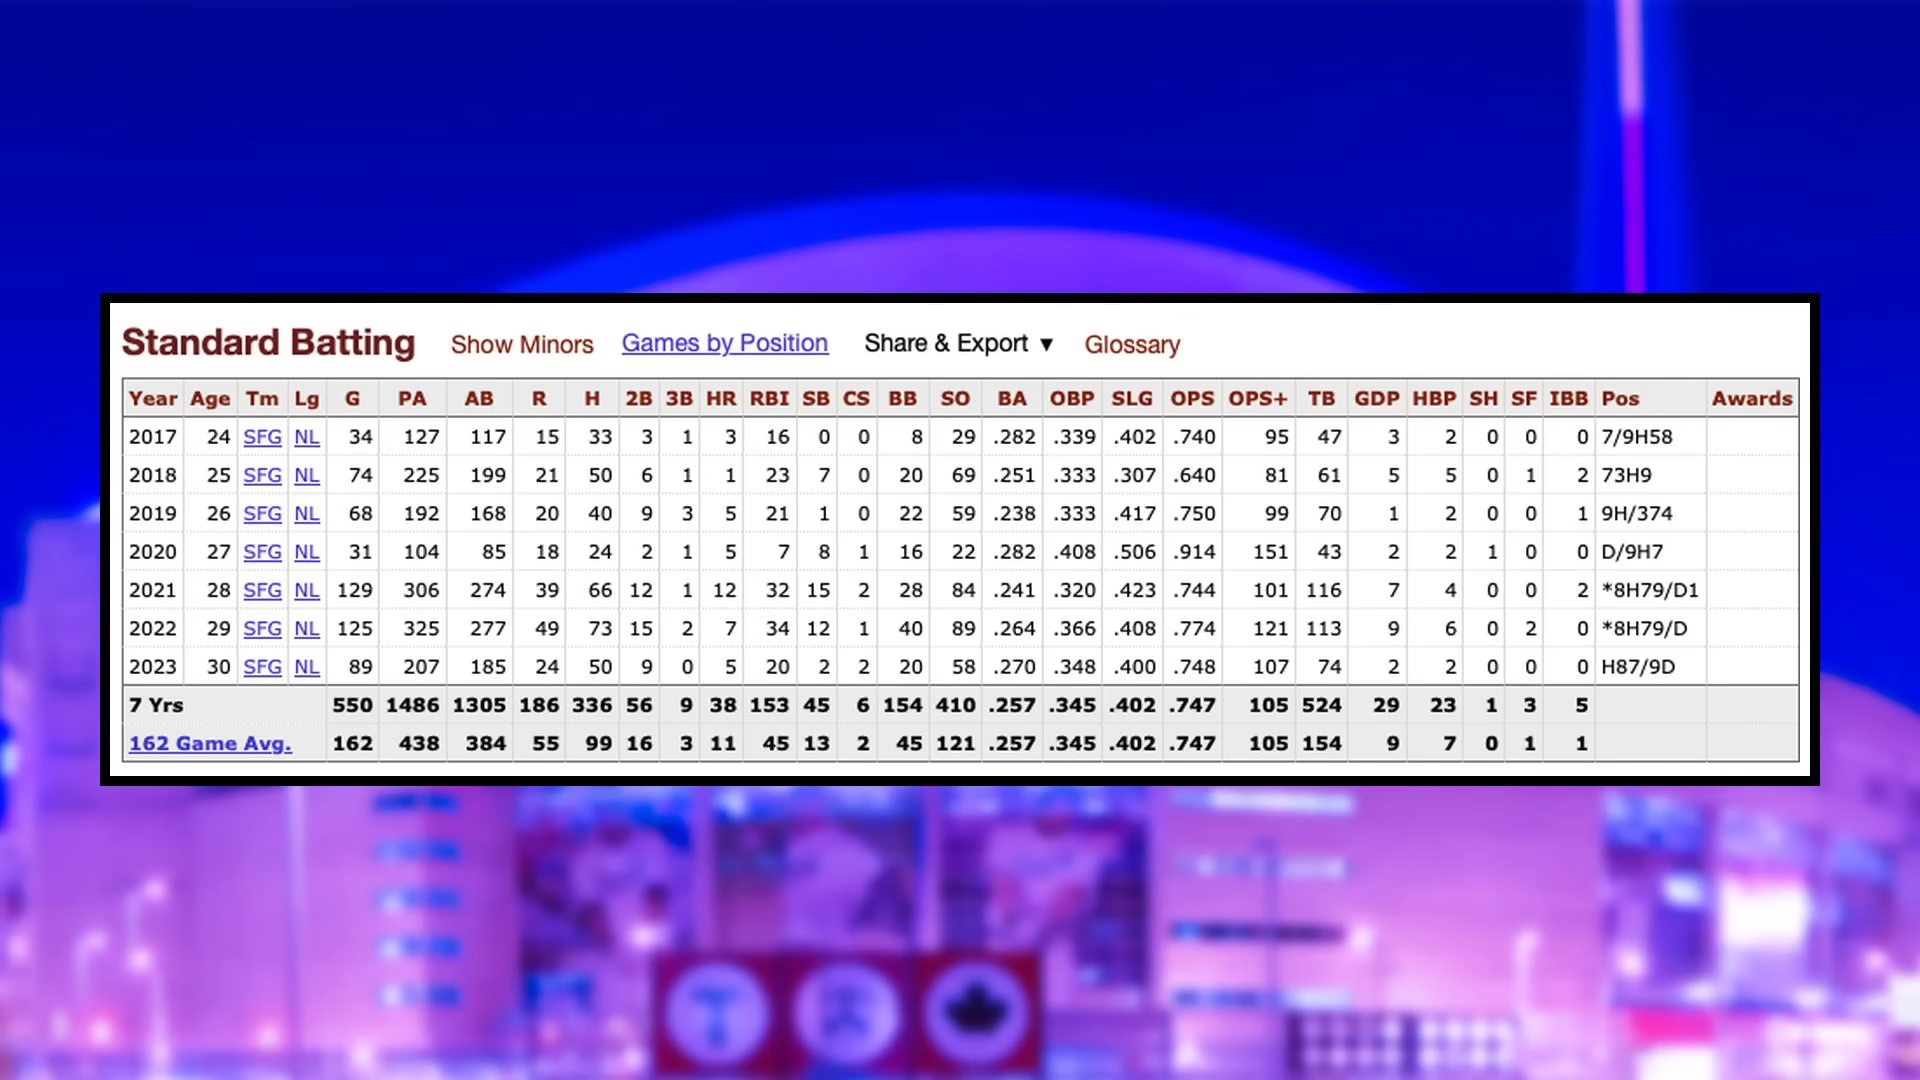 Standard Batting Show Minors Games by Position Share & Export ▼ Glossary
Year Age Tm Lg G PA AB R H 2B 3B HR RBI SB CS BB SO BA OBP SLG OPS OPS+ TB GDP HBP SH SF IBB Pos Awards
2017 24 SFG NL 34 127 117 15 33 3 1 3 16 0 0 8 29 .282 .339 .402 .740 95 47 3 2 0 0 0 7/9H58
2018 25 SFG NL 74 225 199 21 50 6 1 1 23 7 0 20 69 .251 .333 .307 .640 81 61 5 5 0 1 2 73H9
2019 26 SFG NL 68 192 168 20 40 9 3 5 21 1 0 22 59 .238 .333 .417 .750 99 70 1 2 0 0 1 9H/374
2020 27 SFG NL 31 104 85 18 24 2 1 5 7 8 1 16 22 .282 .408 .506 .914 151 43 2 2 1 0 0 D/9H7
2021 28 SFG NL 129 306 274 39 66 12 1 12 32 15 2 28 84 .241 .320 .423 .744 101 116 7 4 0 0 2 *8H79/D1
2022 29 SFG NL 125 325 277 49 73 15 2 7 34 12 1 40 89 .264 .366 .408 .774 121 113 9 6 0 2 0 *8H79/D
2023 30 SFG NL 89 207 185 24 50 9 0 5 20 2 2 20 58 .270 .348 .400 .748 107 74 2 2 0 0 0 H87/9D
7 Yrs 550 1486 1305 186 336 56 9 38 153 45 6 154 410 .257 .345 .402 .747 105 524 29 23 1 3 5
162 Game Avg. 162 438 384 55 99 16 3 11 45 13 2 45 121 .257 .345 .402 .747 105 154 9 7 0 1 1